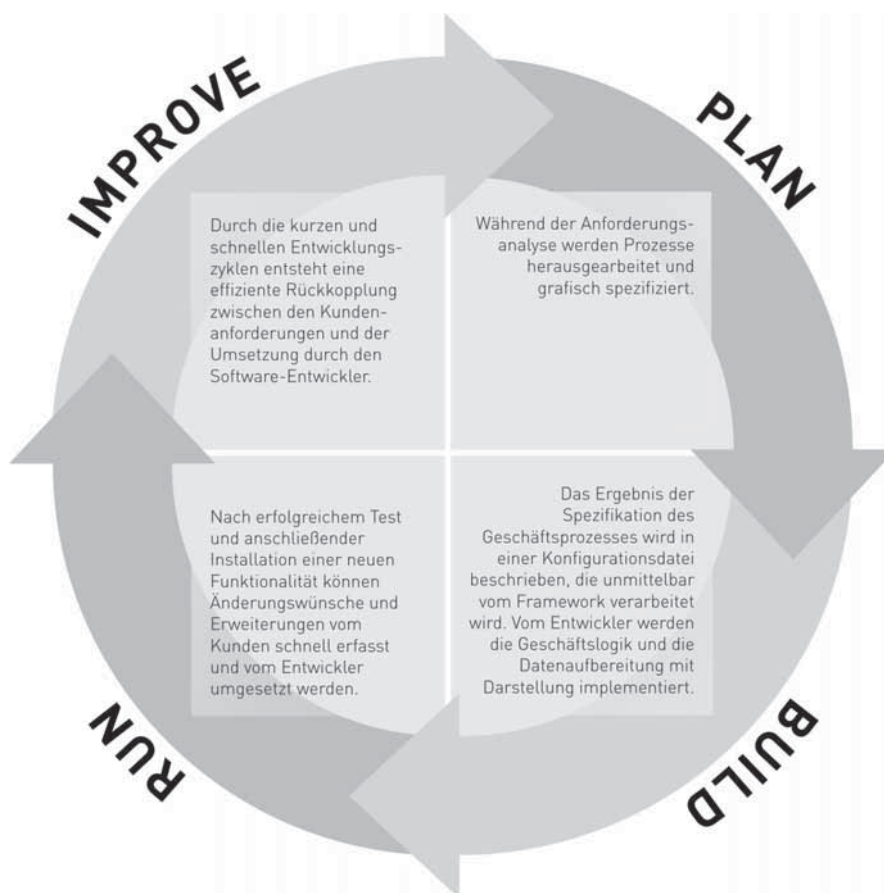 IMPROVE
PLAN
Durch die kurzen und
schnellen Entwicklungs-
zyklen entsteht eine
effiziente Rückkopplung
zwischen den Kunden-
anforderungen und der
Umsetzung durch den
Software-Entwickler.
Während der Anforderungs-
analyse werden Prozesse
herausgearbeitet und
grafisch spezifiziert.
Nach erfolgreichem Test
und anschließender
Installation einer neuen
Funktionalität können
Änderungswünsche und
Erweiterungen vom
Kunden schnell erfasst
und vom Entwickler
umgesetzt werden.
Das Ergebnis der
Spezifikation des
Geschäftsprozesses wird in
einer Konfigurationsdatei
beschrieben, die unmittelbar
vom Framework verarbeitet
wird. Vom Entwickler werden
die Geschäftslogik und die
Datenaufbereitung mit
Darstellung implementiert.
RUN
BUILD